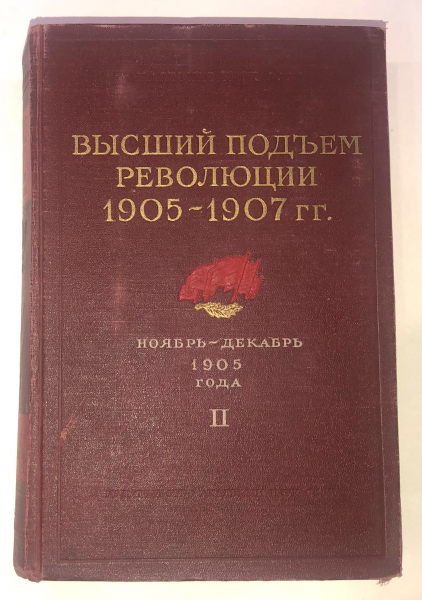 ВЫСШИЙ ПОДЪЕМ
РЕВОЛЮЦИИ
1905-1907 гг.
НОЯБРЬ-ДЕКАБРЬ
1905
ГОДА
II